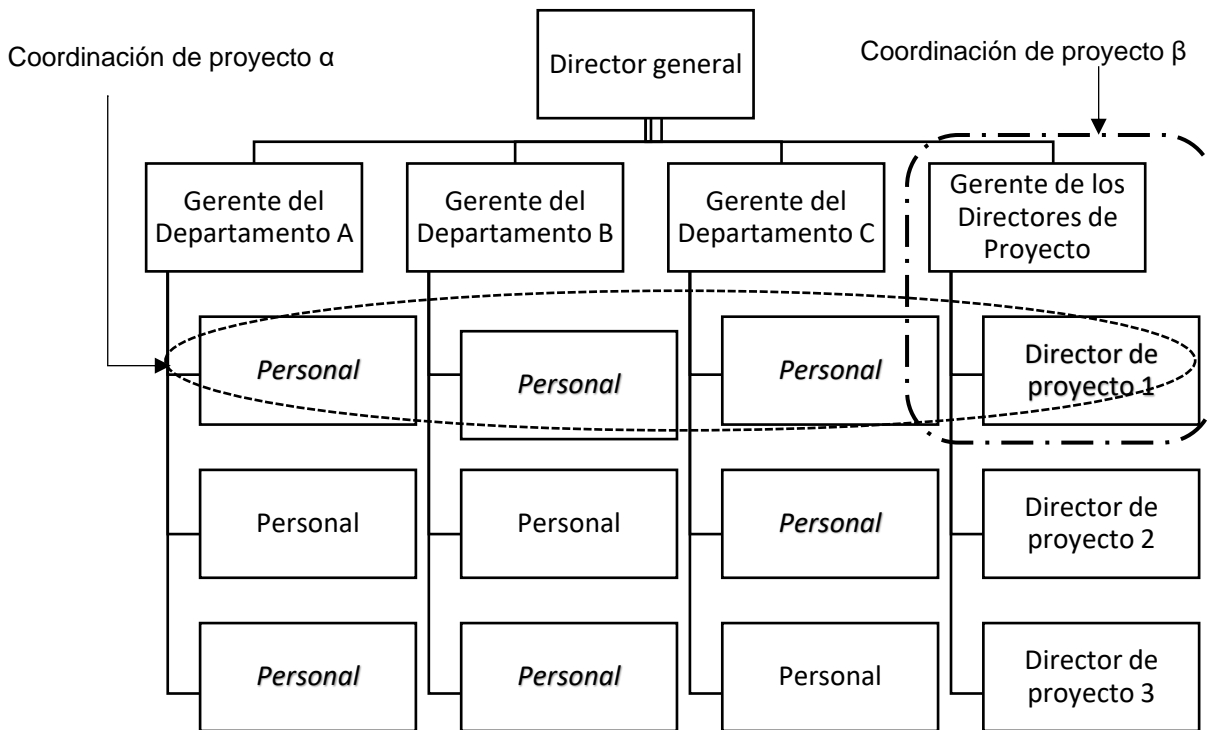 Coordinación de proyecto α
Director general
Coordinación de proyecto β
Gerente del
Departamento A
Gerente del
Departamento B
Gerente del
Departamento C
Gerente de los
Directores de
Proyecto
Personal
Personal
Personal
Director de
proyecto 1
Personal
Personal
Personal
Director de
proyecto 2
Personal
Personal
Personal
Director de
proyecto 3